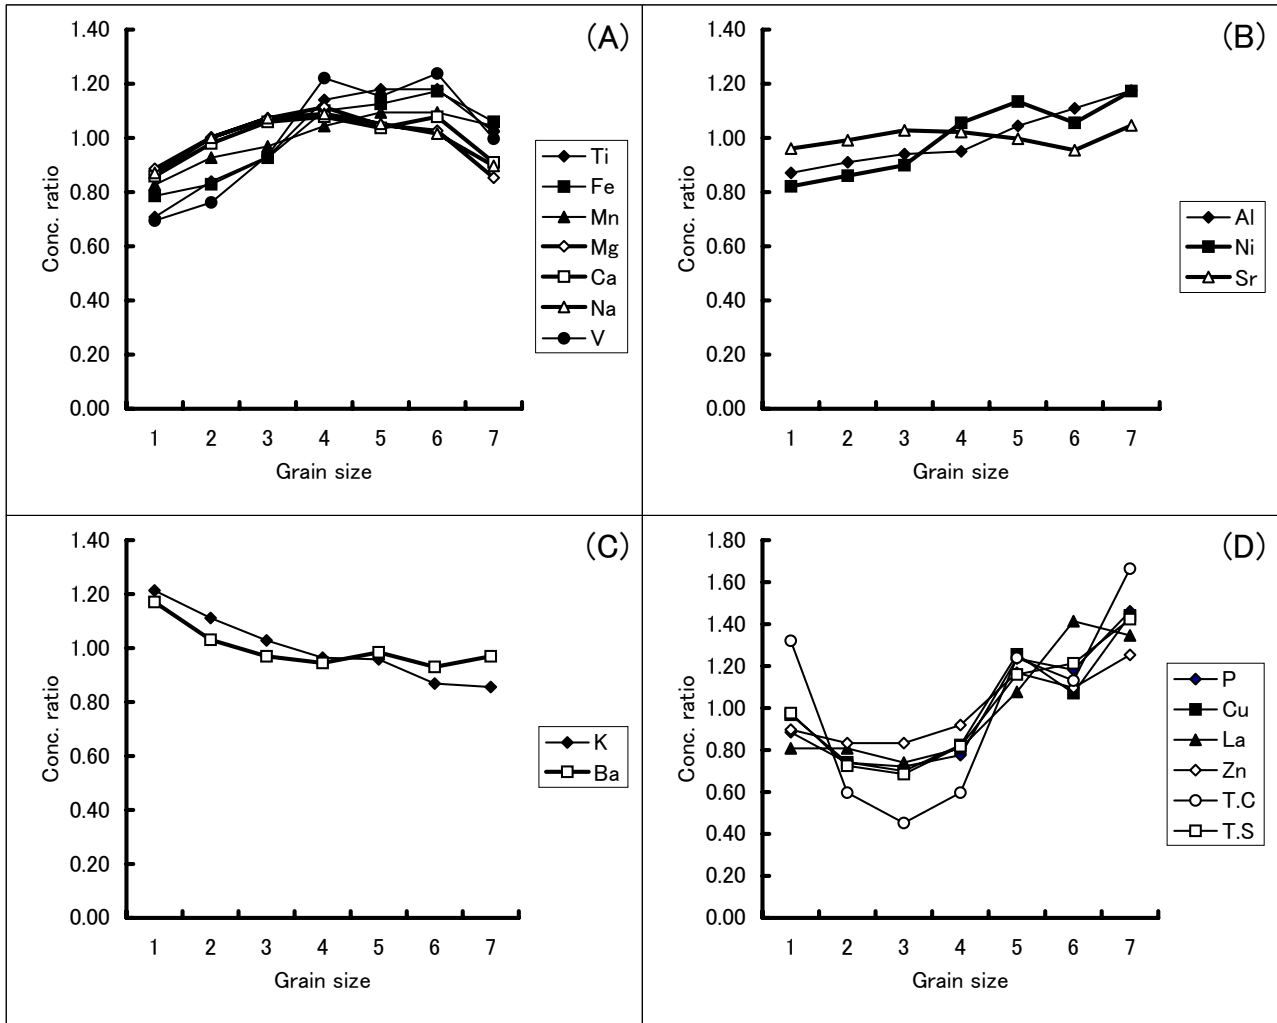 (A)
1.40
1.20
1.00
0.80
0.60
0.40
0.20
0.00
Conc. ratio
1 2 3 4 5 6 7
Grain size
Ti
Fe
Mn
Mg
Ca
Na
V
(B)
1.40
1.20
1.00
0.80
0.60
0.40
0.20
0.00
Conc. ratio
1 2 3 4 5 6 7
Grain size
Al
Ni
Sr
(C)
1.40
1.20
1.00
0.80
0.60
0.40
0.20
0.00
Conc. ratio
1 2 3 4 5 6 7
Grain size
K
Ba
(D)
1.80
1.60
1.40
1.20
1.00
0.80
0.60
0.40
0.20
0.00
Conc. ratio
1 2 3 4 5 6 7
Grain size
P
Cu
La
Zn
T.C
T.S